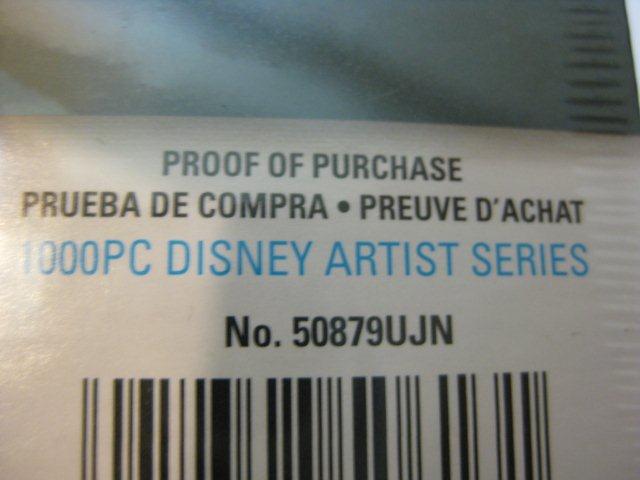 PROOF OF PURCHASE
PRUEBA DE COMPRA • PREUVE D'ACHAT
1000PC DISNEY ARTIST SERIES
No. 50879UJN